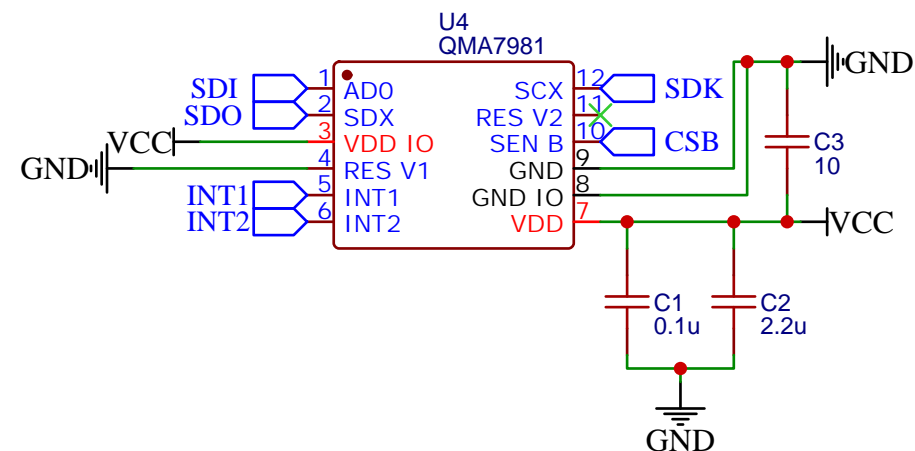 U4
QMA7981
SDI
1
AD0
SDO
2
SDX
VCC
3
VDD IO
GND
4
RES V1
INT1
5
INT1
INT2
6
INT2
SCX
12
SDK
RES V2
11
SEN B
10
CSB
GND
9
GND IO
8
VDD
7
GND
C3
10
VCC
C1
0.1u
C2
2.2u
GND